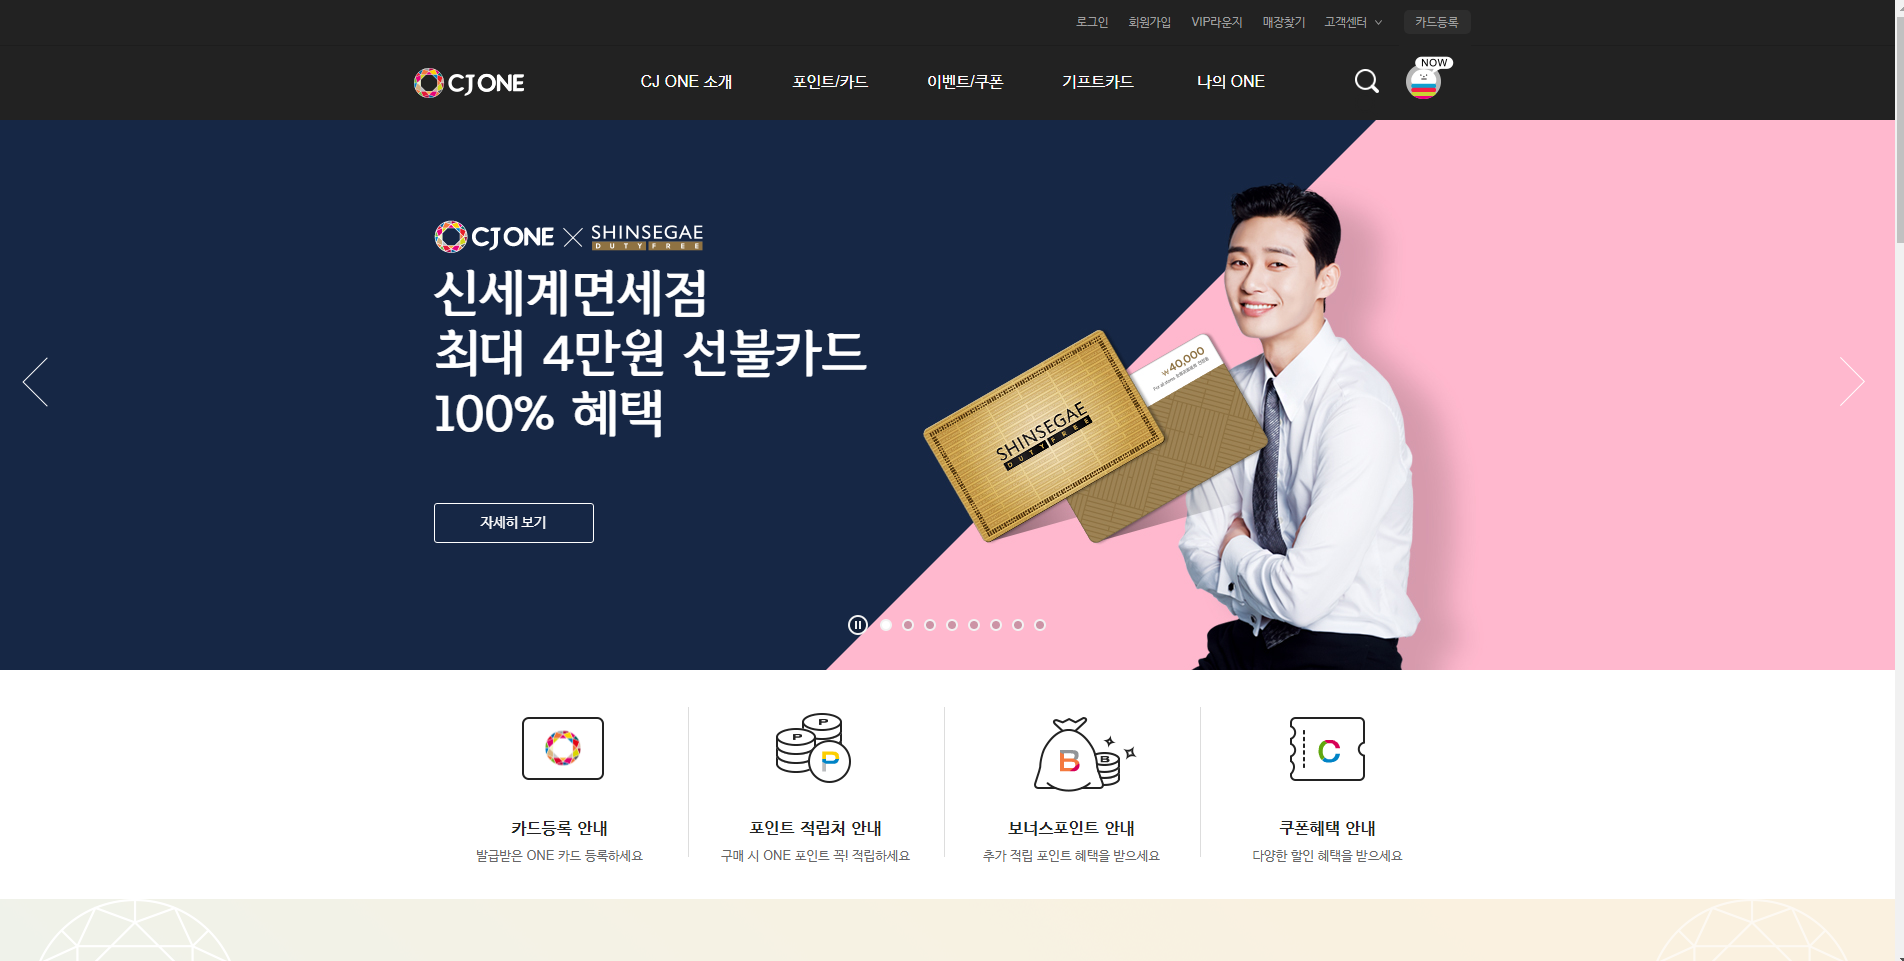 로그인 회원가입 VIP라운지 매장찾기 고객센터 카드등록
CJ ONE CJ ONE 소개 포인트/카드 이벤트/쿠폰 기프트카드 나의 ONE NOW
CJ ONE SHINSEGAE
DUTY FREE
신세계면세점
최대 4만원 선불카드
100% 혜택
자세히 보기
SHINSEGAE
DUTY FREE
₩40,000
P P P
B B
C
카드등록 안내
발급받은 ONE 카드 등록하세요
포인트 적립처 안내
구매 시 ONE 포인트 꼭! 적립하세요
보너스포인트 안내
추가 적립 포인트 혜택을 받으세요
쿠폰혜택 안내
다양한 할인 혜택을 받으세요